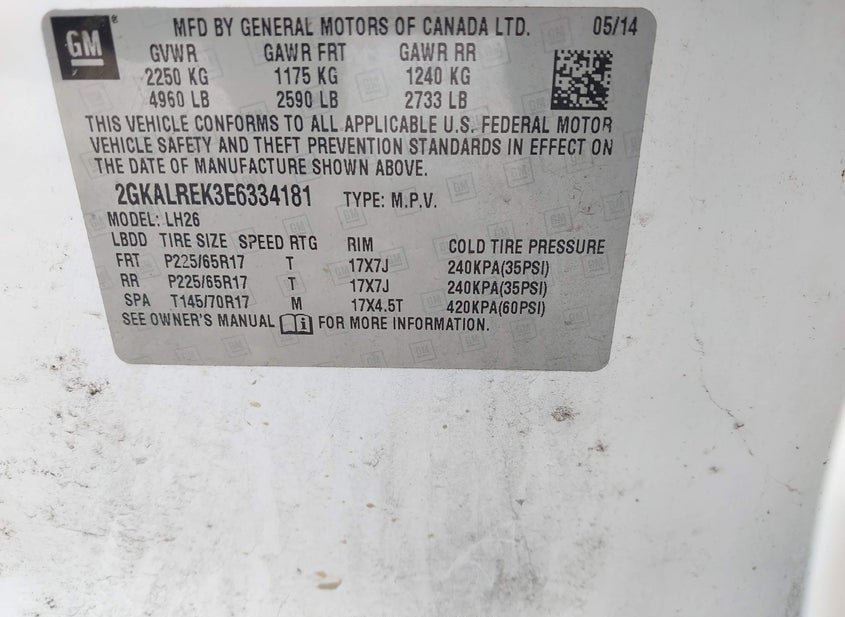 GM
MFD BY GENERAL MOTORS OF CANADA LTD. 05/14
GVWR GAWR FRT GAWR RR
2250 KG 1175 KG 1240 KG
4960 LB 2590 LB 2733 LB
THIS VEHICLE CONFORMS TO ALL APPLICABLE U.S. FEDERAL MOTOR
VEHICLE SAFETY AND THEFT PREVENTION STANDARDS IN EFFECT ON
THE DATE OF MANUFACTURE SHOWN ABOVE.
2GKALREK3E6334181 TYPE: M.P.V.
MODEL: LH26
LBDD TIRE SIZE SPEED RTG RIM COLD TIRE PRESSURE
FRT P225/65R17 T 17X7J 240KPA(35PSI)
RR P225/65R17 T 17X7J 240KPA(35PSI)
SPA T145/70R17 M 17X4.5T 420KPA(60PSI)
SEE OWNER'S MANUAL FOR MORE INFORMATION.